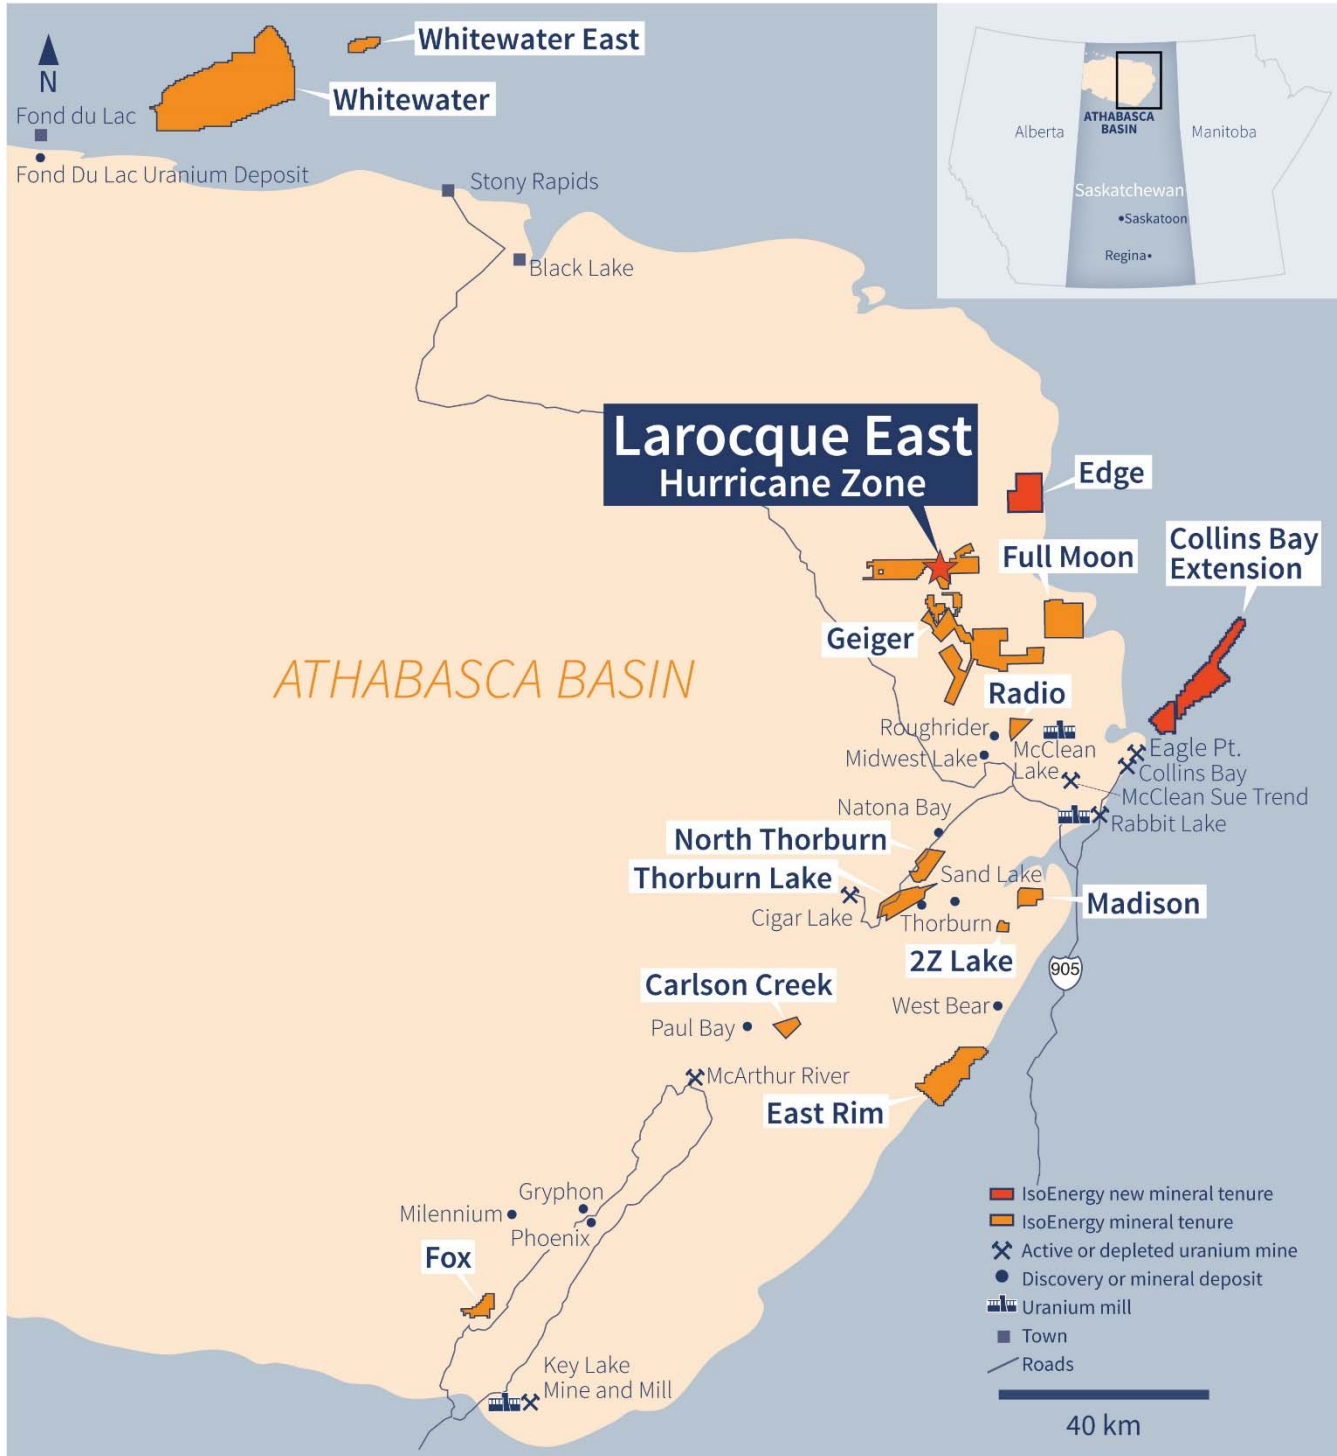 Whitewater East
N
Whitewater
Fond du Lac
Fond Du Lac Uranium Deposit
Stony Rapids
Black Lake
ATHABASCA
BASIN
Alberta
Manitoba
Saskatchewan
Saskatoon
Regina
Larocque East
Hurricane Zone
Edge
Collins Bay
Extension
Full Moon
Geiger
ATHABASCA BASIN
Radio
Roughrider
Midwest Lake
McClean
Lake
Eagle Pt.
Collins Bay
McClean Sue Trend
Rabbit Lake
Natona Bay
North Thorburn
Thorburn Lake
Sand Lake
Cigar Lake
Thorburn
Madison
2Z Lake
905
Carlson Creek
West Bear
Paul Bay
McArthur River
East Rim
Gryphon
Milennium
Phoenix
Fox
Key Lake
Mine and Mill
IsoEnergy new mineral tenure
IsoEnergy mineral tenure
Active or depleted uranium mine
Discovery or mineral deposit
Uranium mill
Town
Roads
40 km